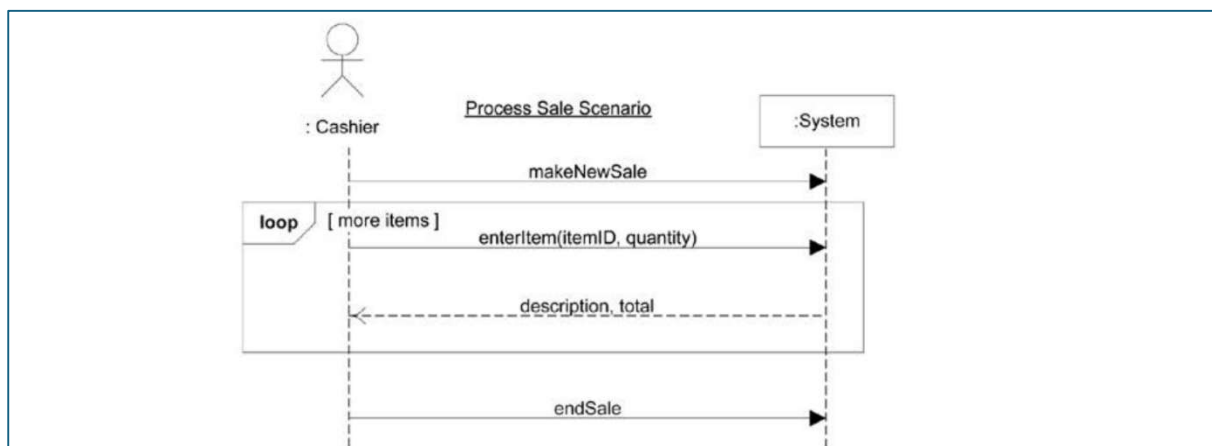 Process Sale Scenario
: Cashier
:System
makeNewSale
loop
[ more items ]
enterItem(itemID, quantity)
description, total
endSale